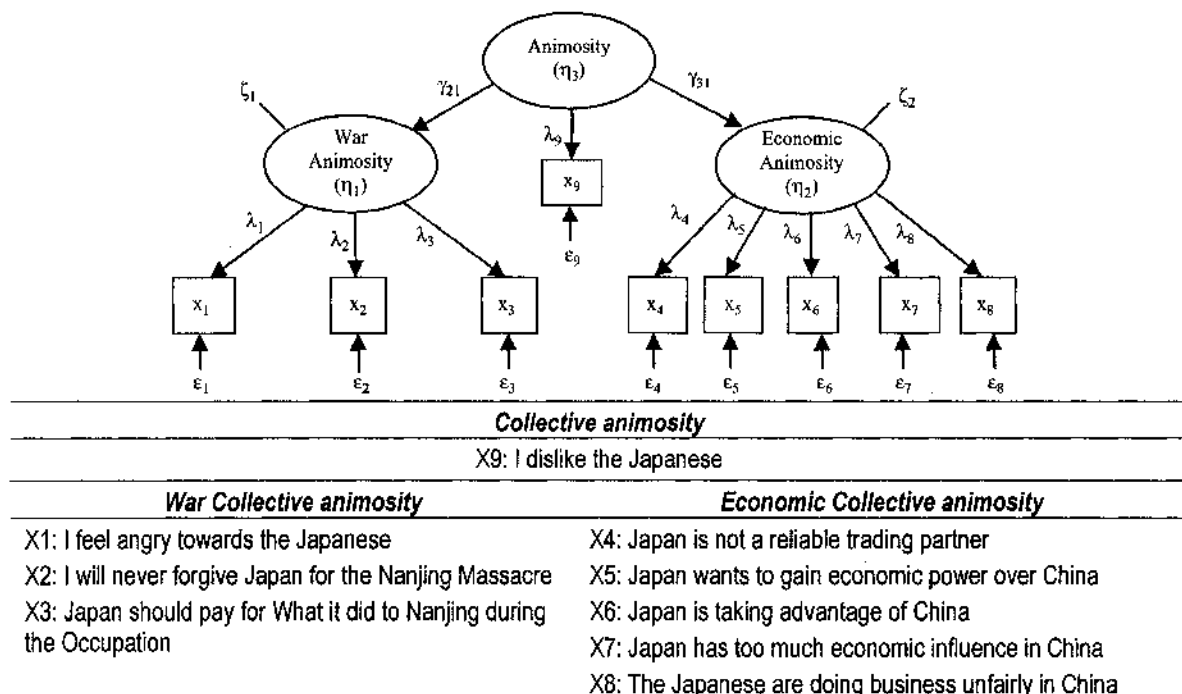 Animosity
(η3)
γ21
γ31
ζ1
ζ2
War
Animosity
(η1)
λ9
x9
ε9
Economic
Animosity
(η2)
λ1
λ2
λ3
λ4
λ5
λ6
λ7
λ8
x1
x2
x3
x4
x5
x6
x7
x8
ε1
ε2
ε3
ε4
ε5
ε6
ε7
ε8
Collective animosity
X9: I dislike the Japanese
War Collective animosity
Economic Collective animosity
X1: I feel angry towards the Japanese
X2: I will never forgive Japan for the Nanjing Massacre
X3: Japan should pay for What it did to Nanjing during
the Occupation
X4: Japan is not a reliable trading partner
X5: Japan wants to gain economic power over China
X6: Japan is taking advantage of China
X7: Japan has too much economic influence in China
X8: The Japanese are doing business unfairly in China